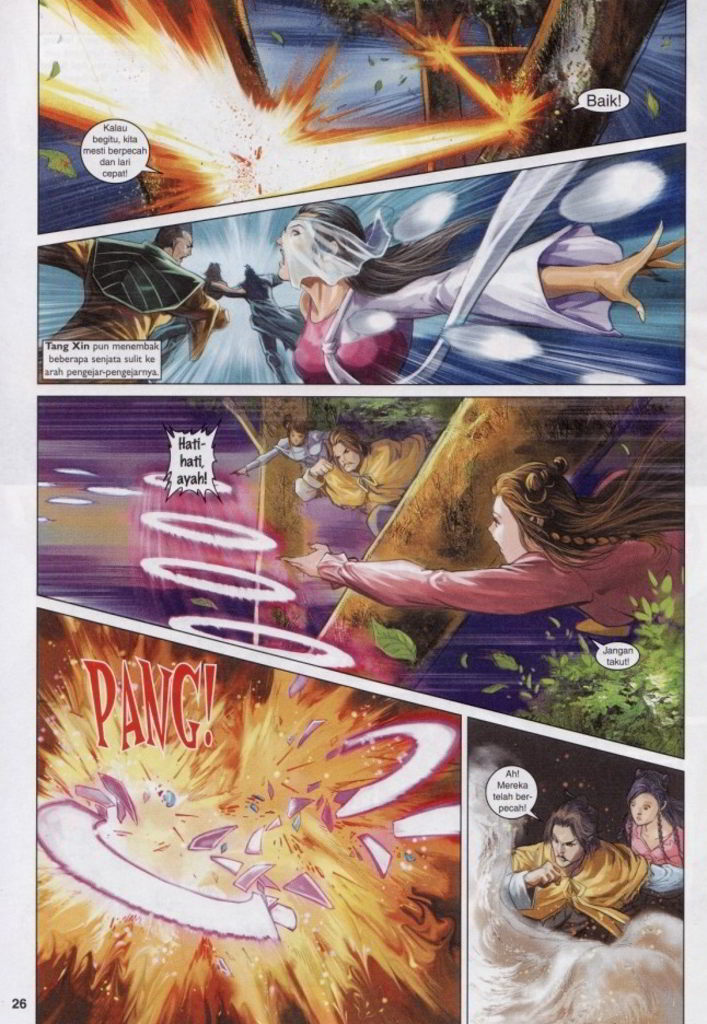 Baik!
Kalau
begitu, kita
mesti berpecah
dan lari
cepat!
Tang Xin pun menembak
beberapa senjata sulit ke
arah pengejar-pengejarnya.
Hati-
hati,
ayah!
Jangan
takut!
PANG!
Ah!
Mereka
telah ber-
pecah!
26